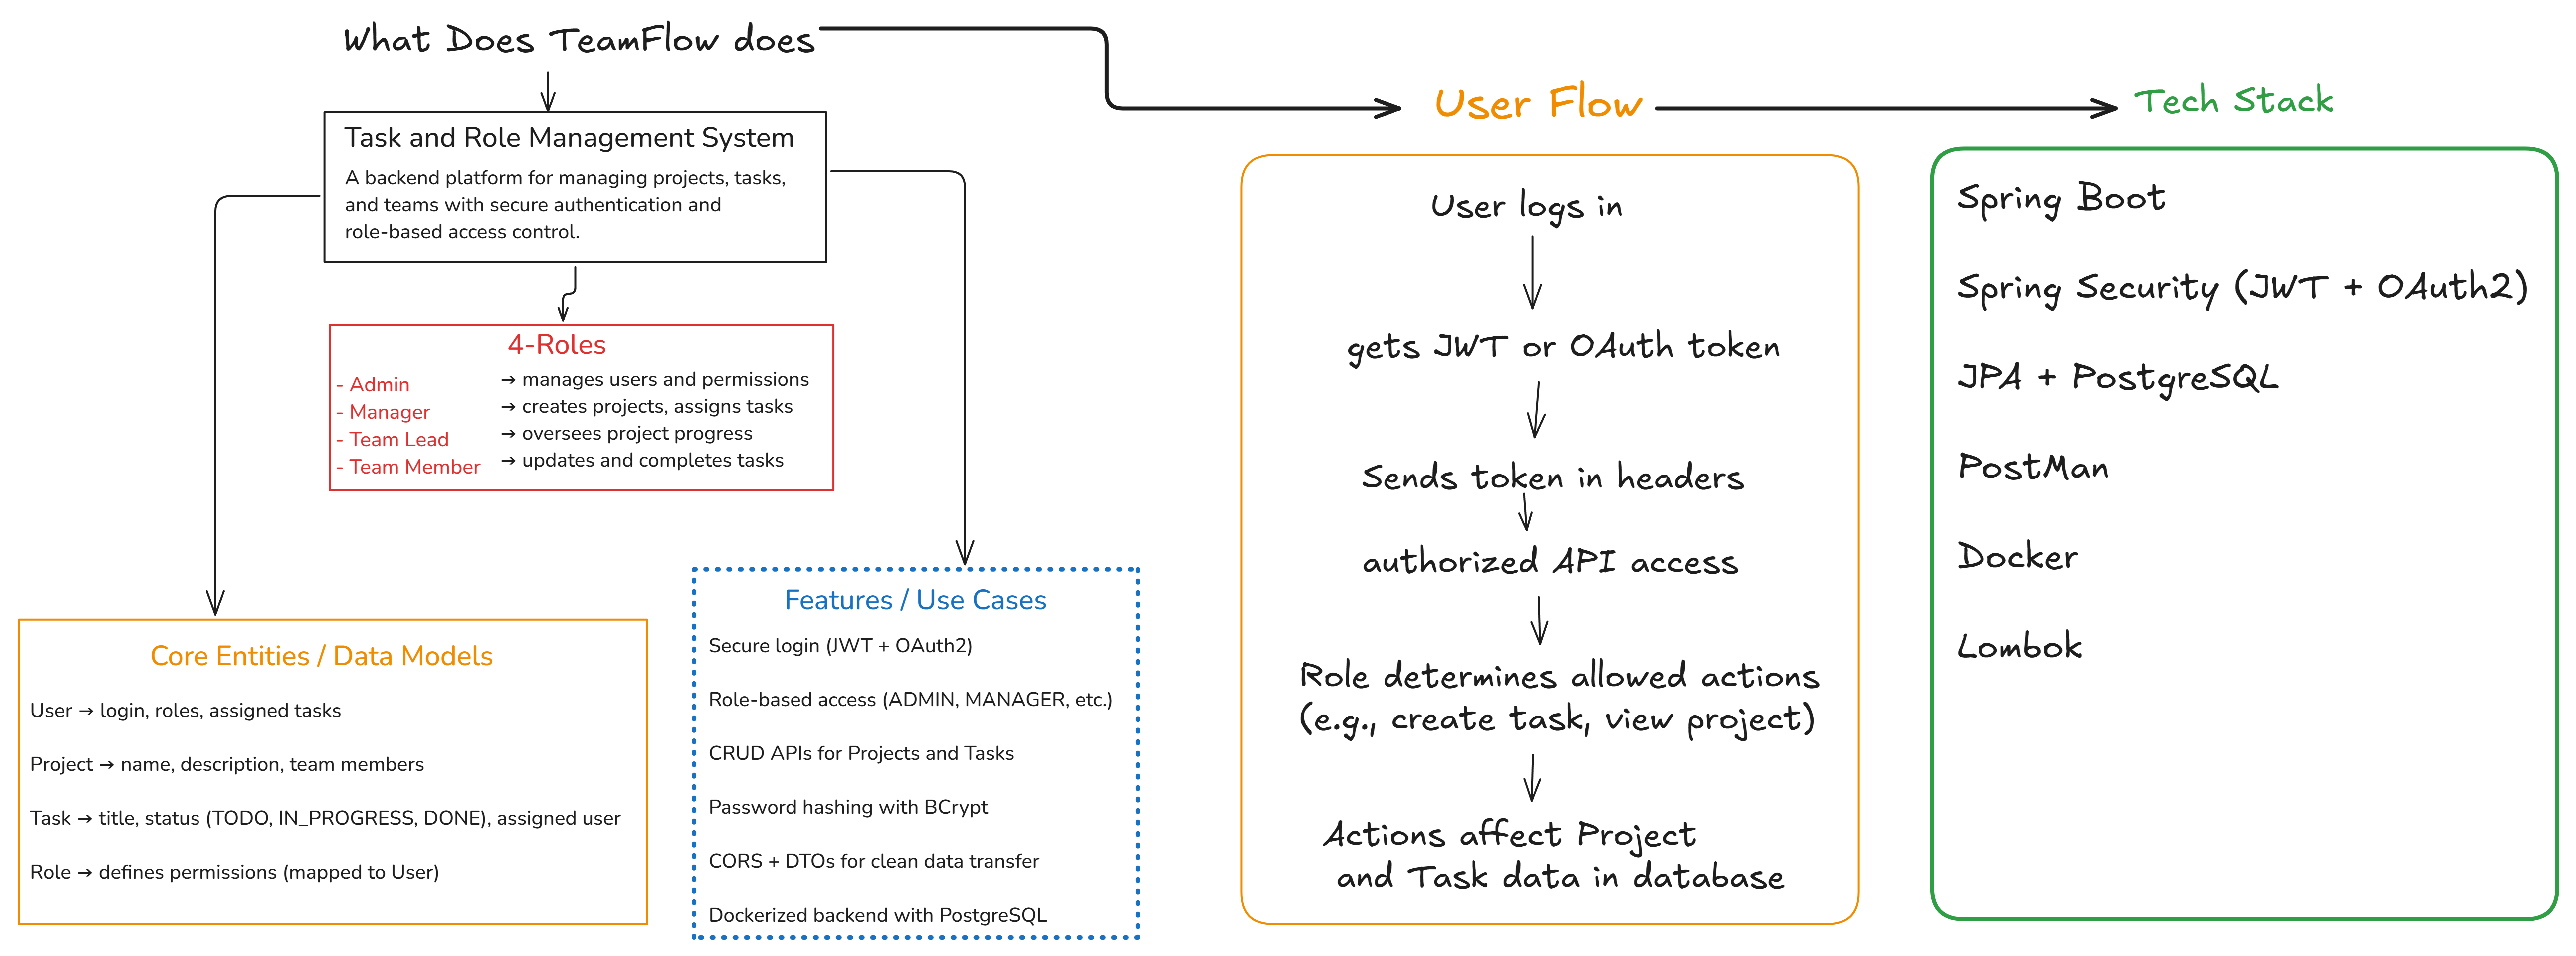 What Does TeamFlow does
Task and Role Management System
A backend platform for managing projects, tasks,
and teams with secure authentication and
role-based access control.
4-Roles
- Admin
- Manager
- Team Lead
- Team Member
→ manages users and permissions
→ creates projects, assigns tasks
→ oversees project progress
→ updates and completes tasks
Core Entities / Data Models
User → login, roles, assigned tasks
Project → name, description, team members
Task → title, status (TODO, IN_PROGRESS, DONE), assigned user
Role → defines permissions (mapped to User)
Features / Use Cases
Secure login (JWT + OAuth2)
Role-based access (ADMIN, MANAGER, etc.)
CRUD APIs for Projects and Tasks
Password hashing with BCrypt
CORS + DTOs for clean data transfer
Dockerized backend with PostgreSQL
User Flow
User logs in
gets JWT or OAuth token
Sends token in headers
authorized API access
Role determines allowed actions
(e.g., create task, view project)
Actions affect Project
and Task data in database
Tech Stack
Spring Boot
Spring Security (JWT + OAuth2)
JPA + PostgreSQL
PostMan
Docker
Lombok